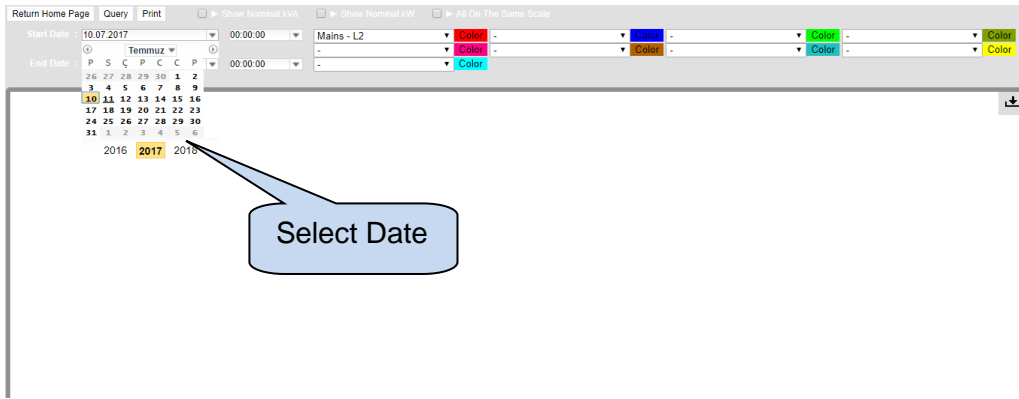 Return Home Page Query Print ► Show Nominal kVA ► Show Nominal kW ► All On The Same Scale
Start Date : 10.07.2017 00:00:00 Mains - L2 Color - Color - Color - Color
Temmuz - Color - Color - Color - Color
End Date : 00:00:00 - Color
P S Ç P C C P
26 27 28 29 30 1 2
3 4 5 6 7 8 9
10 11 12 13 14 15 16
17 18 19 20 21 22 23
24 25 26 27 28 29 30
31 1 2 3 4 5 6
2016 2017 2018
Select Date